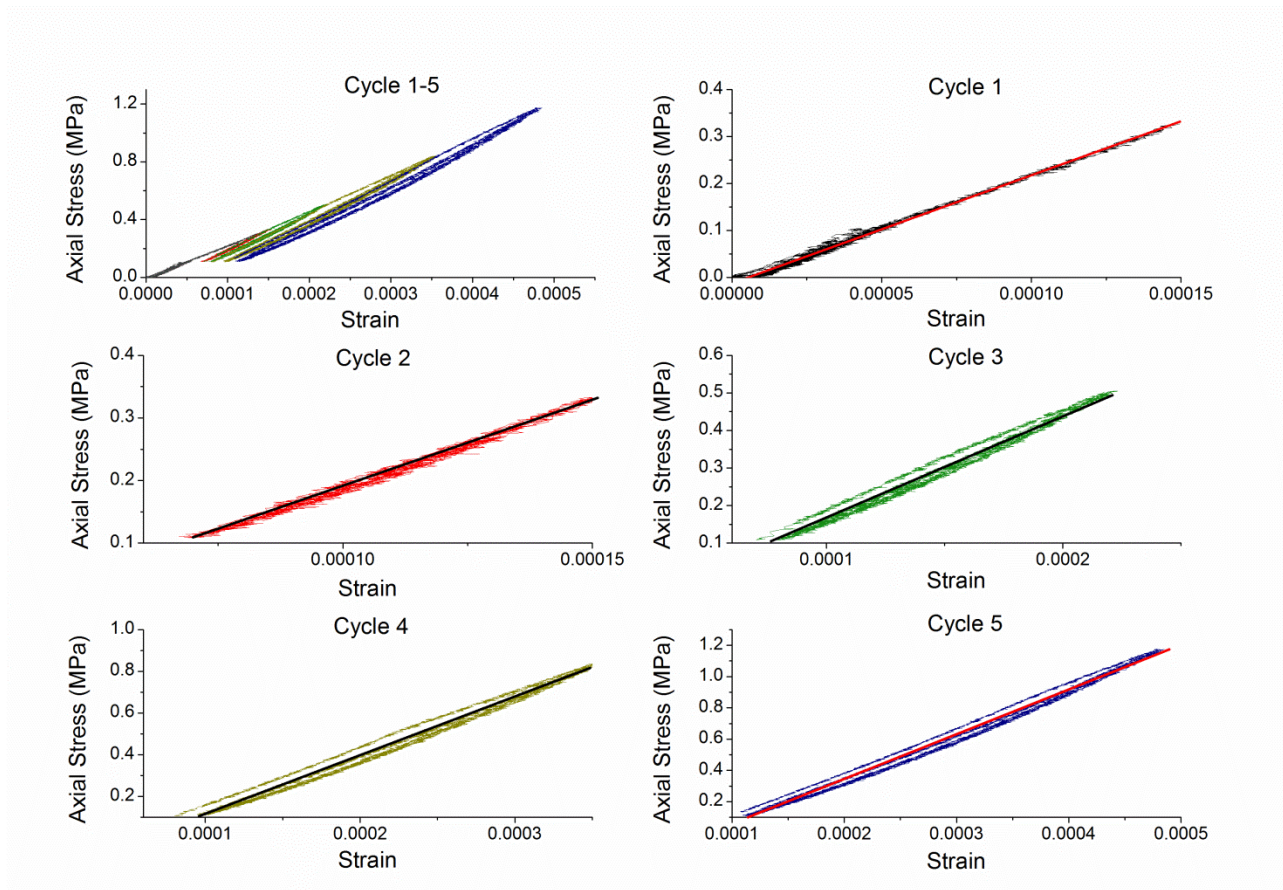 Cycle 1-5
Axial Stress (MPa)
1.2
0.8
0.4
0.0
0.0000 0.0001 0.0002 0.0003 0.0004 0.0005
Strain
Cycle 1
Axial Stress (MPa)
0.4
0.3
0.2
0.1
0.0
0.00000 0.00005 0.00010 0.00015
Strain
Cycle 2
Axial Stress (MPa)
0.4
0.3
0.2
0.1
0.00010 0.00015
Strain
Cycle 3
Axial Stress (MPa)
0.6
0.5
0.4
0.3
0.2
0.1
0.0001 0.0002
Strain
Cycle 4
Axial Stress (MPa)
1.0
0.8
0.6
0.4
0.2
0.0001 0.0002 0.0003
Strain
Cycle 5
Axial Stress (MPa)
1.2
1.0
0.8
0.6
0.4
0.2
0.0001 0.0002 0.0003 0.0004 0.0005
Strain